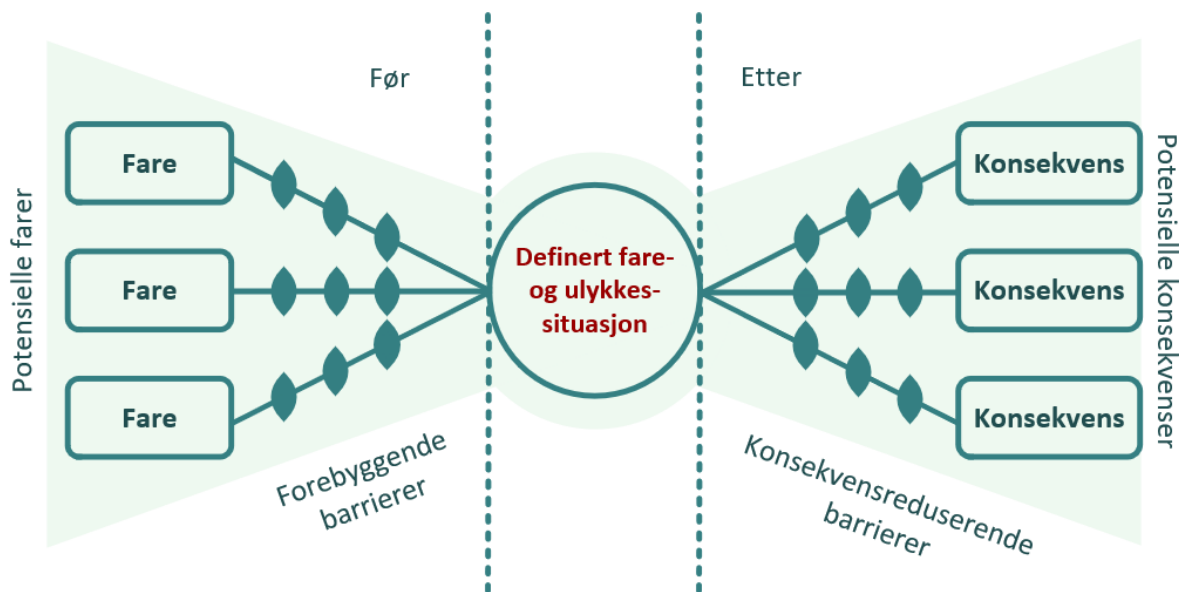 Før
Etter
Potensielle farer
Fare
Fare
Fare
Forebyggende
barrierer
Definert fare-
og ulykkes-
situasjon
Konsekvens
Konsekvens
Konsekvens
Konsekvensreduserende
barrierer
Potensielle konsekvenser